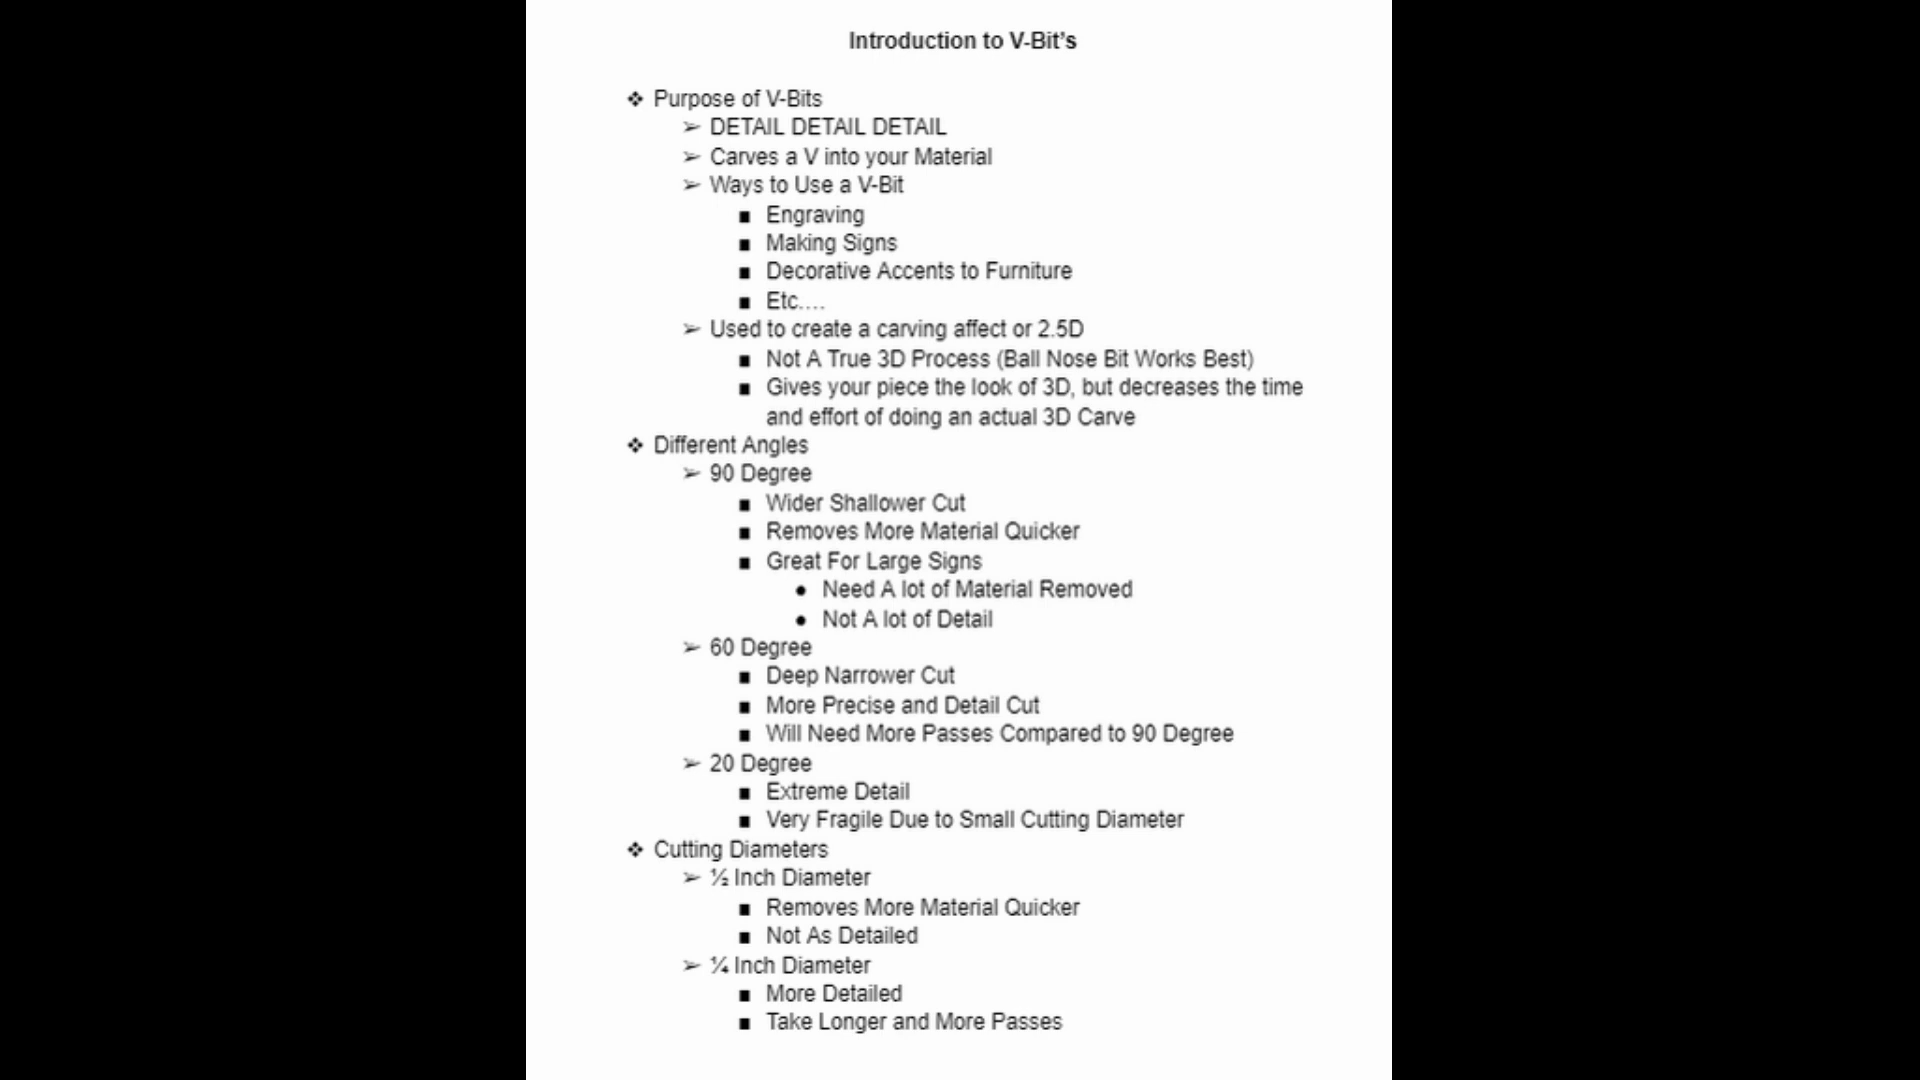 Introduction to V-Bit's
❖ Purpose of V-Bits
➢ DETAIL DETAIL DETAIL
➢ Carves a V into your Material
➢ Ways to Use a V-Bit
■ Engraving
■ Making Signs
■ Decorative Accents to Furniture
■ Etc....
➢ Used to create a carving affect or 2.5D
■ Not A True 3D Process (Ball Nose Bit Works Best)
■ Gives your piece the look of 3D, but decreases the time
and effort of doing an actual 3D Carve
❖ Different Angles
➢ 90 Degree
■ Wider Shallower Cut
■ Removes More Material Quicker
■ Great For Large Signs
● Need A lot of Material Removed
● Not A lot of Detail
➢ 60 Degree
■ Deep Narrower Cut
■ More Precise and Detail Cut
■ Will Need More Passes Compared to 90 Degree
➢ 20 Degree
■ Extreme Detail
■ Very Fragile Due to Small Cutting Diameter
❖ Cutting Diameters
➢ ½ Inch Diameter
■ Removes More Material Quicker
■ Not As Detailed
➢ ¼ Inch Diameter
■ More Detailed
■ Take Longer and More Passes